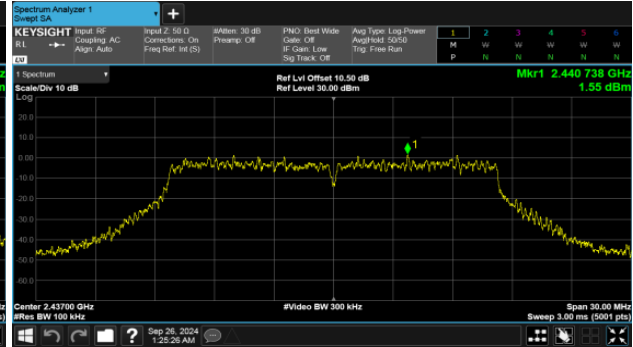 Spectrum Analyzer 1
Swept SA
+
KEYSIGHT Input: RF Input Z: 50 Ω #Atten: 30 dB PNO: Best Wide Avg Type: Log-Power 1 2 3 4 5 6
RL Coupling: AC Corrections: On Preamp: Off Gate: Off Avg|Hold: 50/50 M W W W W W
Align: Auto Freq Ref: Int (S) IF Gain: Low Trig: Free Run
Sig Track: Off P N N N N N
1 Spectrum Ref Lvl Offset 10.50 dB Mkr1 2.440 738 GHz
Scale/Div 10 dB Ref Level 30.00 dBm 1.55 dBm
Log
20.0
10.0
0.00
1
-10.0
-20.0
-30.0
-40.0
-50.0
-60.0
Center 2.43700 GHz #Video BW 300 kHz Span 30.00 MHz
#Res BW 100 kHz Sweep 3.00 ms (5001 pts)
? Sep 26, 2024
1:25:26 AM